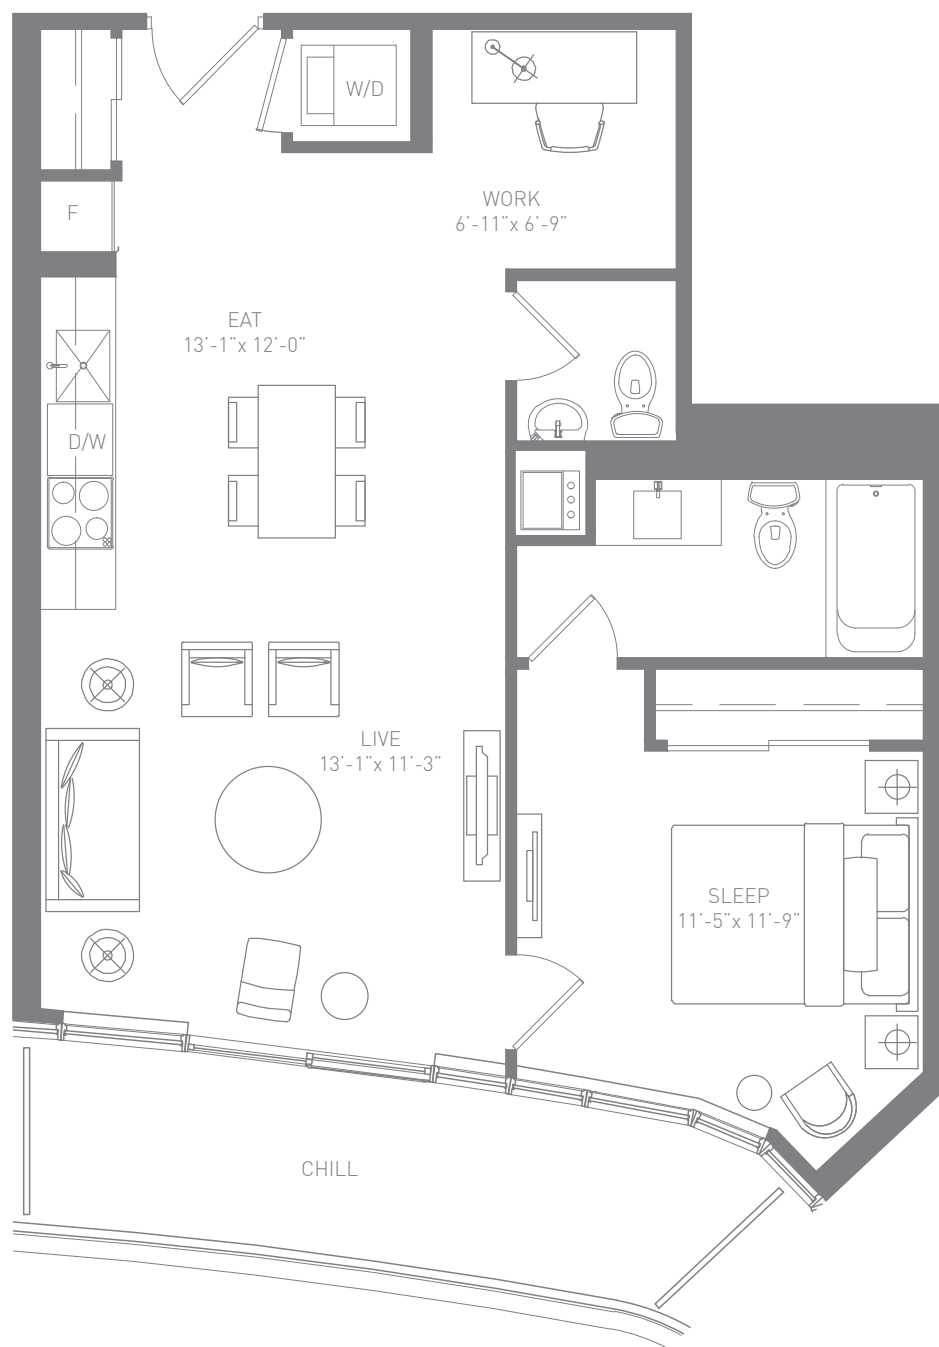 W/D
WORK
6'-11"x 6'-9"
F
EAT
13'-1"x 12'-0"
D/W
LIVE
13'-1"x 11'-3"
SLEEP
11'-5"x 11'-9"
CHILL